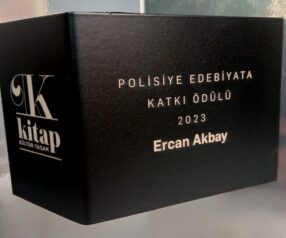 K
kitap
KÜLTÜR YAŞAM
POLİSİYE EDEBİYATA
KATKI ÖDÜLÜ
2023
Ercan Akbay